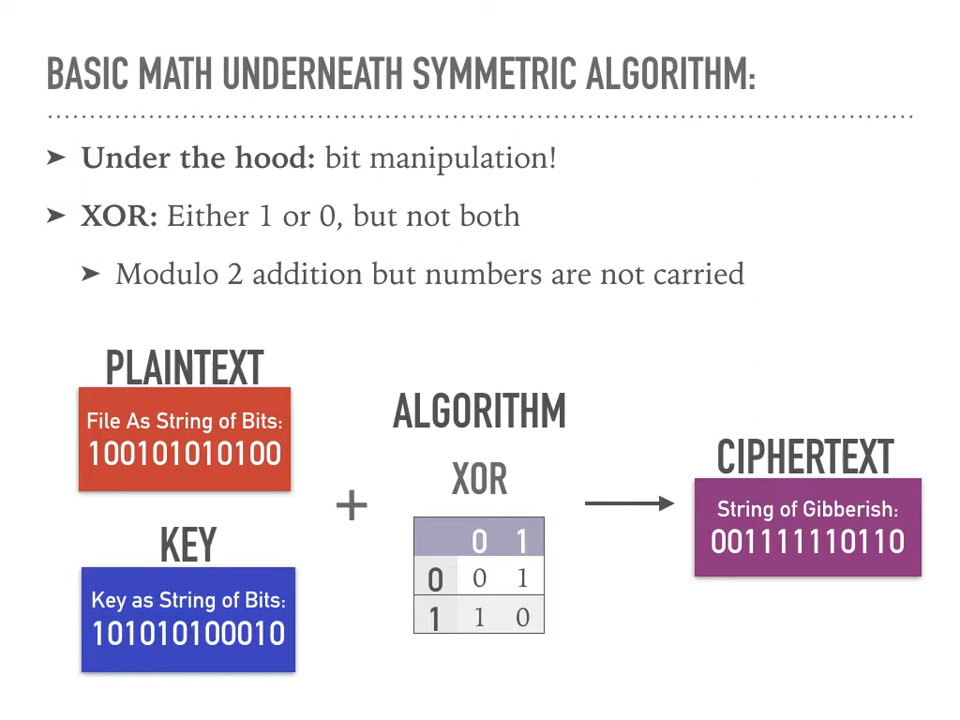 BASIC MATH UNDERNEATH SYMMETRIC ALGORITHM:
➤ Under the hood: bit manipulation!
➤ XOR: Either 1 or 0, but not both
➤ Modulo 2 addition but numbers are not carried
PLAINTEXT
File As String of Bits:
100101010100
KEY
Key as String of Bits:
101010100010
+
ALGORITHM
XOR
0 1
0 0 1
1 1 0
CIPHERTEXT
String of Gibberish:
001111110110